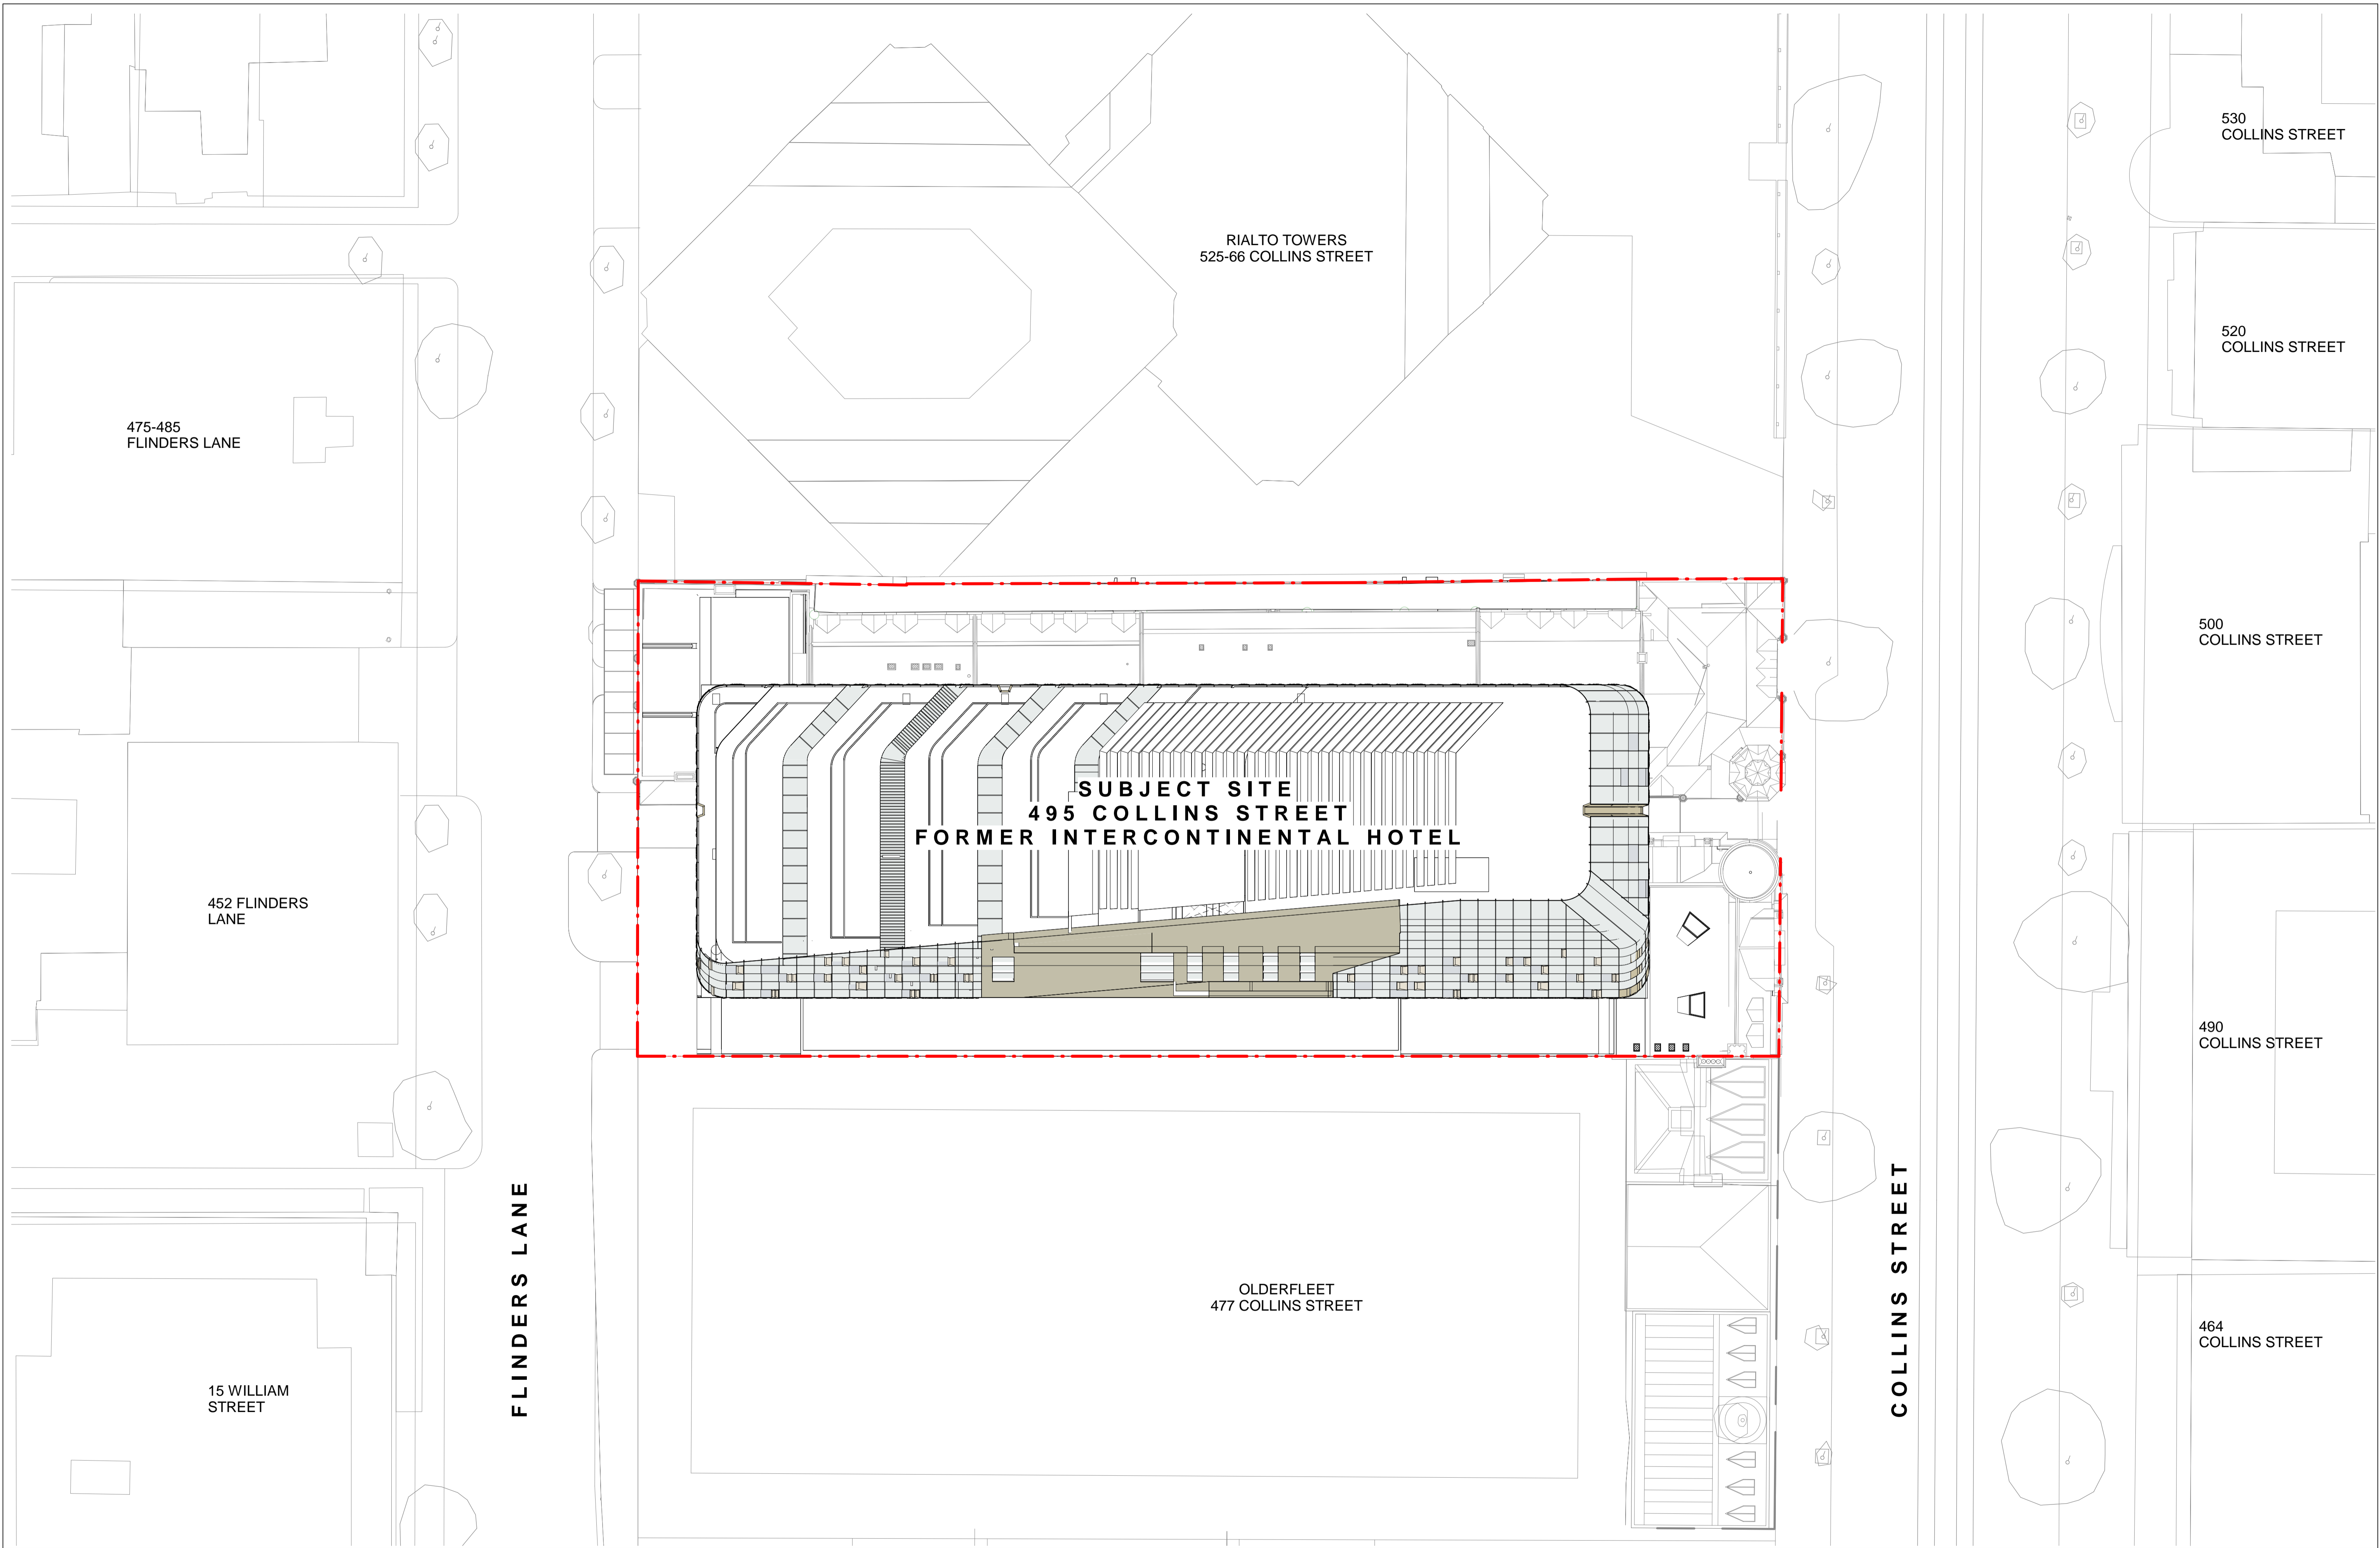 530
COLLINS STREET
RIALTO TOWERS
525-66 COLLINS STREET
520
COLLINS STREET
475-485
FLINDERS LANE
500
COLLINS STREET
SUBJECT SITE
495 COLLINS STREET
FORMER INTERCONTINENTAL HOTEL
452 FLINDERS
LANE
490
COLLINS STREET
FLINDERS LANE
COLLINS STREET
OLDERFLEET
477 COLLINS STREET
464
COLLINS STREET
15 WILLIAM
STREET